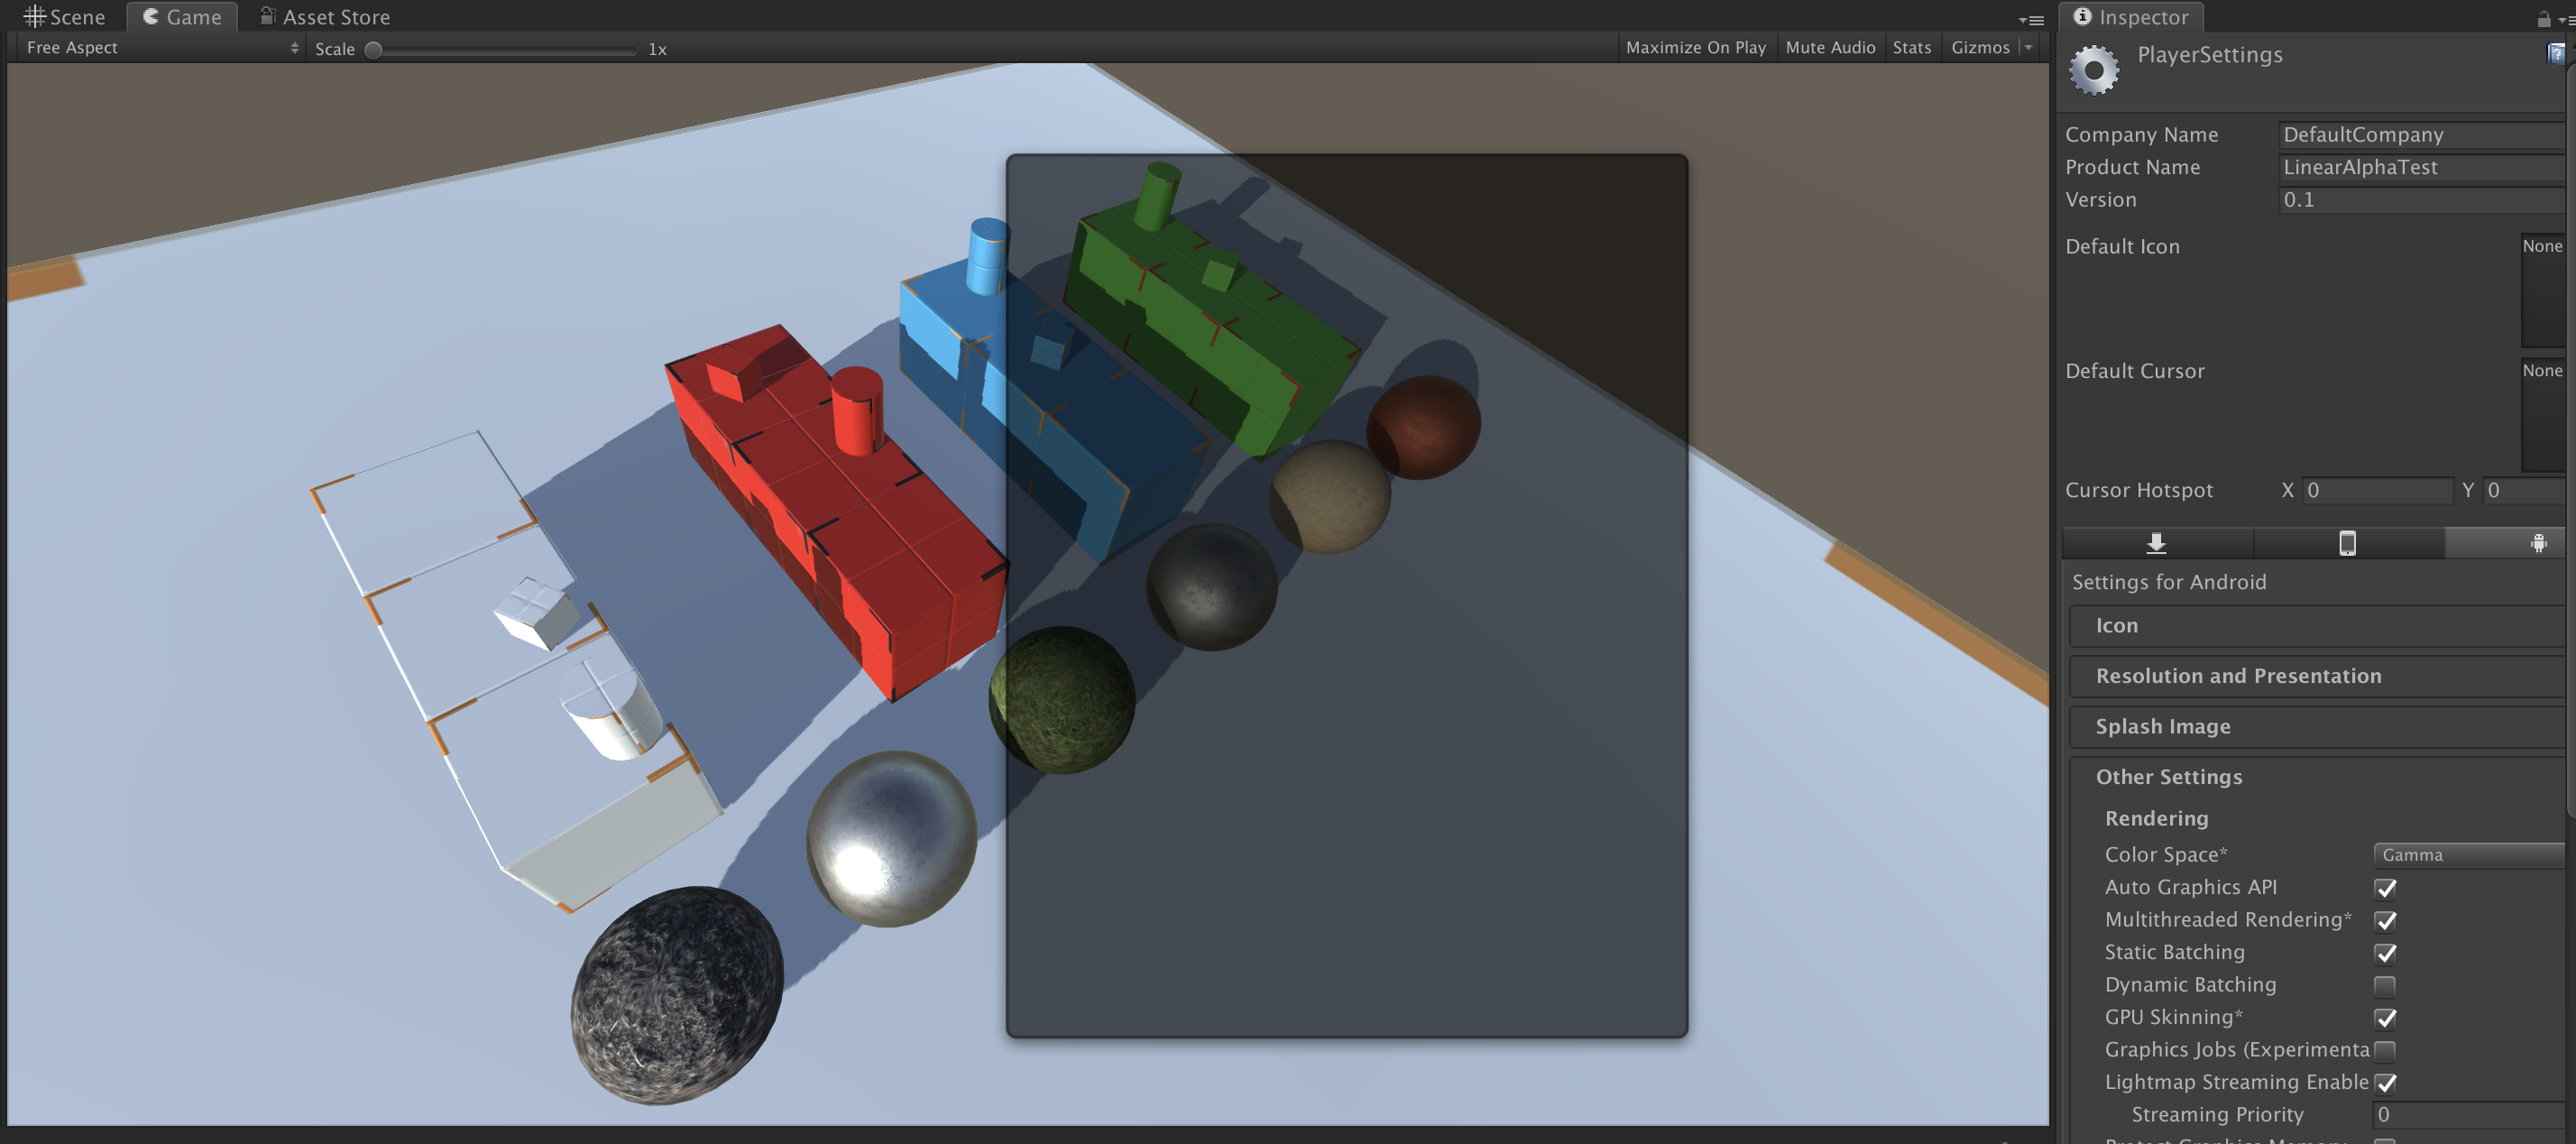 Scene Game Asset Store
Free Aspect Scale 1x Maximize On Play Mute Audio Stats Gizmos
Inspector
PlayerSettings
Company Name DefaultCompany
Product Name LinearAlphaTest
Version 0.1
Default Icon None
Default Cursor None
Cursor Hotspot X 0 Y 0
Settings for Android
Icon
Resolution and Presentation
Splash Image
Other Settings
Rendering
Color Space* Gamma
Auto Graphics API
Multithreaded Rendering*
Static Batching
Dynamic Batching
GPU Skinning*
Graphics Jobs (Experimenta
Lightmap Streaming Enable
Streaming Priority 0